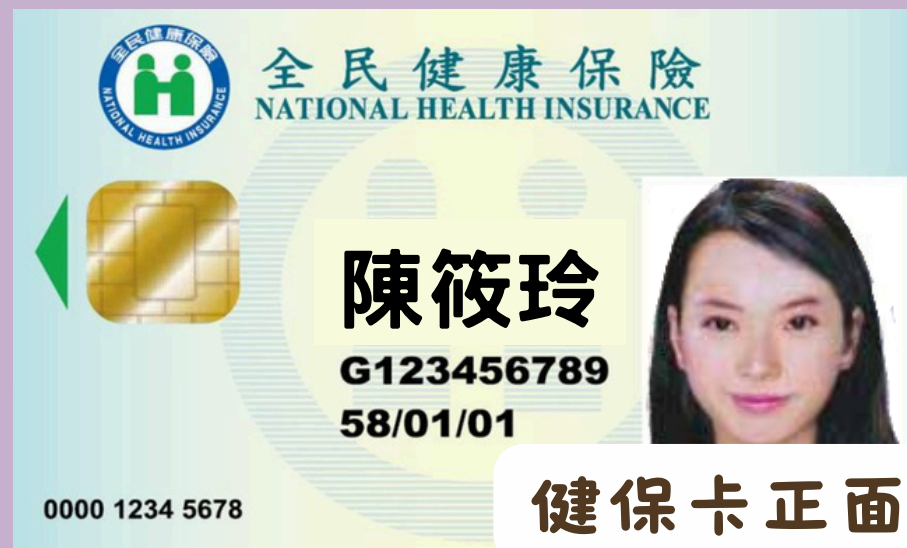 全民健康保險
NATIONAL HEALTH INSURANCE
全民健康保險
NATIONAL HEALTH INSURANCE
陳筱玲
G123456789
58/01/01
0000 1234 5678
健保卡正面